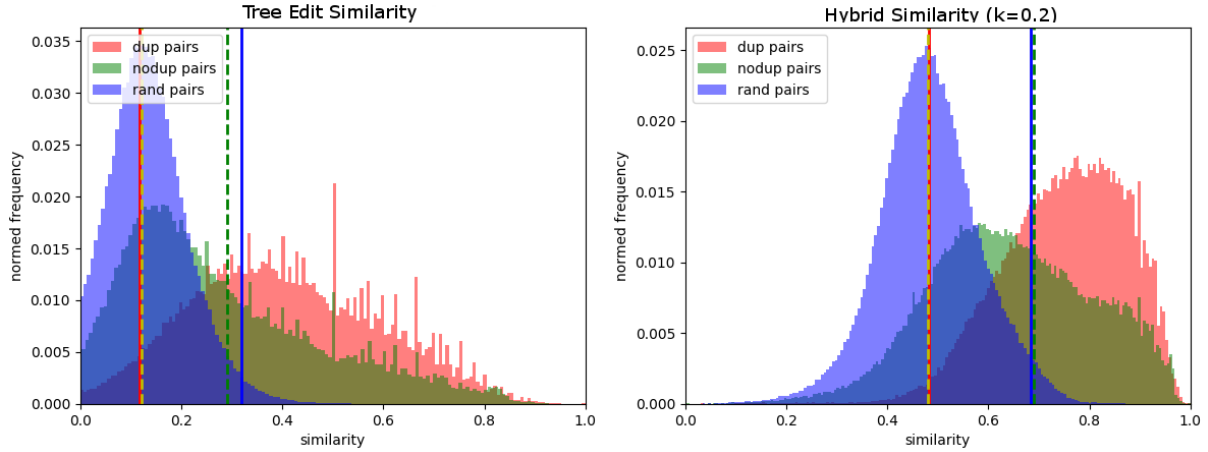 Tree Edit Similarity
0.035
0.030
0.025
0.020
0.015
0.010
0.005
0.000
normed frequency
dup pairs
nodup pairs
rand pairs
0.0 0.2 0.4 0.6 0.8 1.0
similarity
Hybrid Similarity (k=0.2)
0.025
0.020
0.015
0.010
0.005
0.000
normed frequency
dup pairs
nodup pairs
rand pairs
0.0 0.2 0.4 0.6 0.8 1.0
similarity